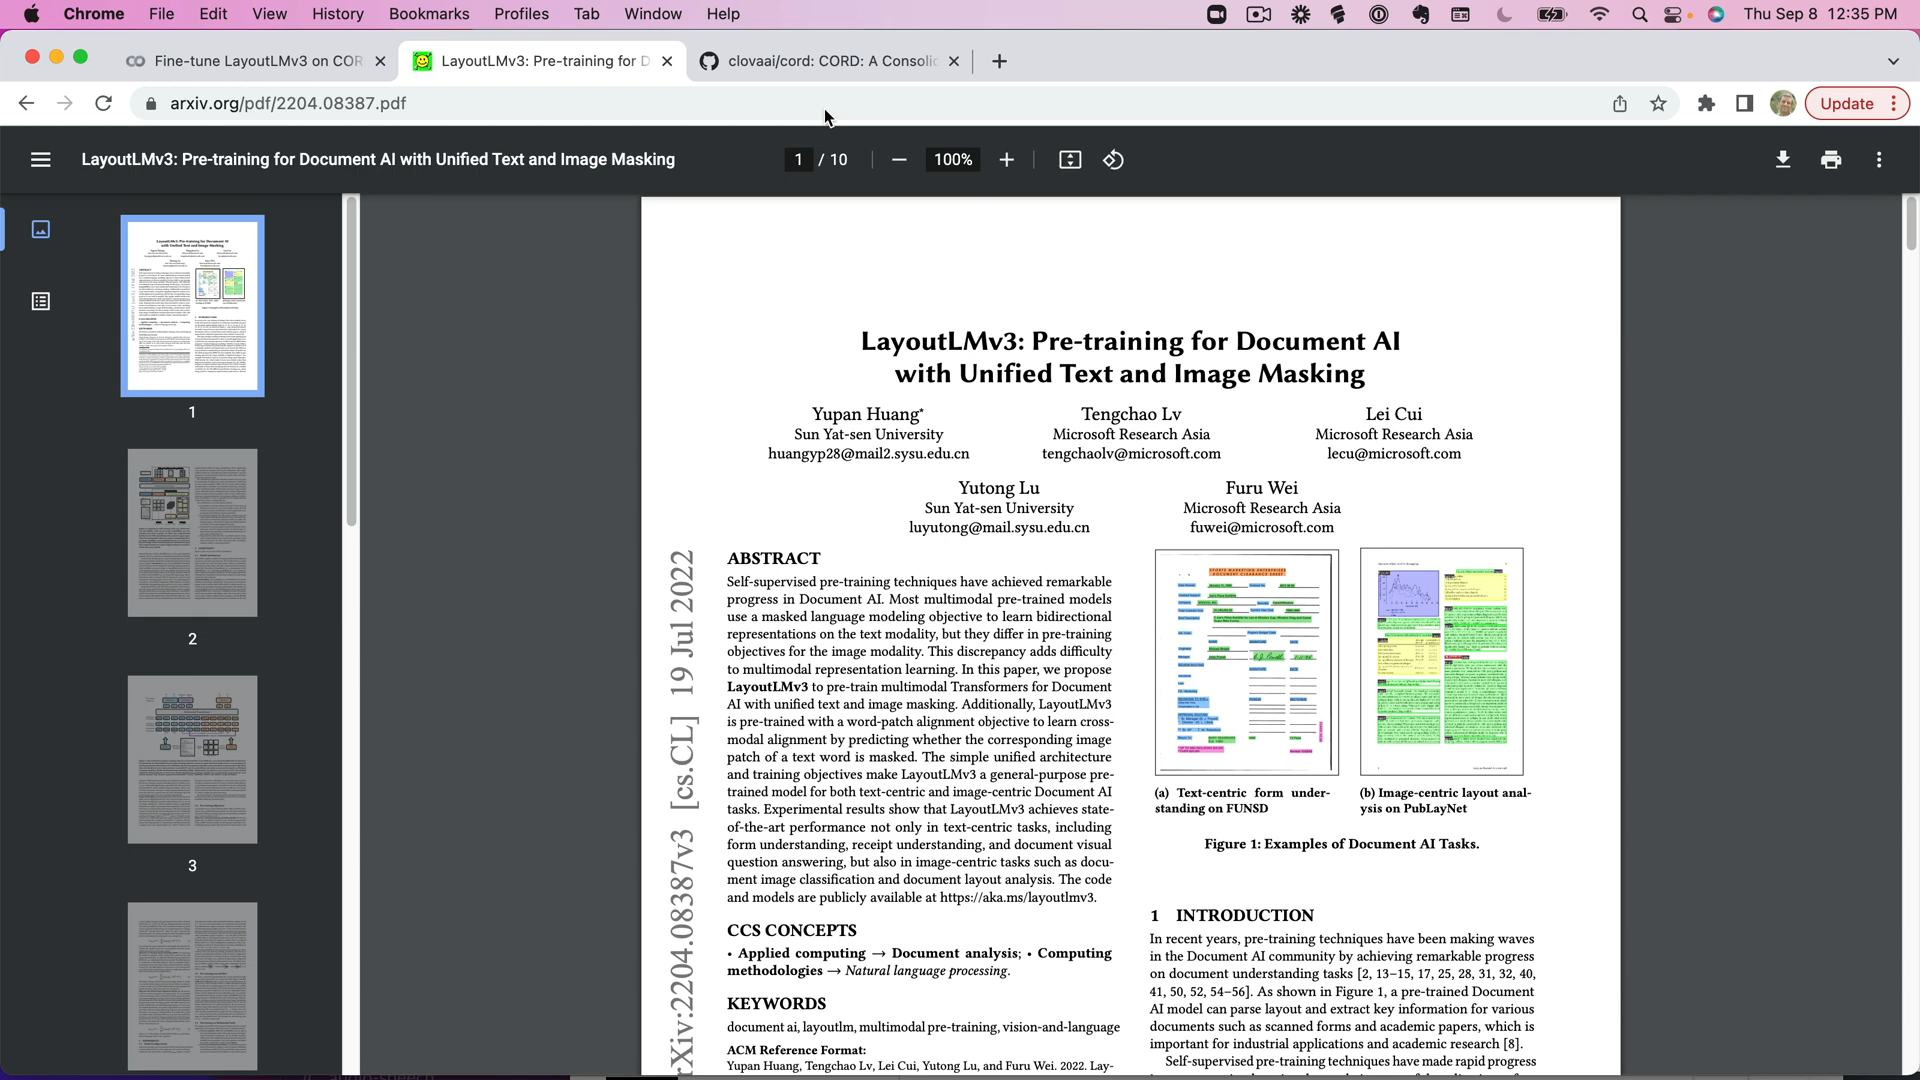 Chrome File Edit View History Bookmarks Profiles Tab Window Help Thu Sep 8 12:35 PM
Fine-tune LayoutLMv3 on COR
LayoutLMv3: Pre-training for D
clovaai/cord: CORD: A Consolic
arxiv.org/pdf/2204.08387.pdf
Update
LayoutLMv3: Pre-training for Document AI with Unified Text and Image Masking
1 / 10
100%
1
2
3
LayoutLMv3: Pre-training for Document AI
with Unified Text and Image Masking
Yupan Huang*
Sun Yat-sen University
huangyp28@mail2.sysu.edu.cn
Tengchao Lv
Microsoft Research Asia
tengchaolv@microsoft.com
Lei Cui
Microsoft Research Asia
lecu@microsoft.com
Yutong Lu
Sun Yat-sen University
luyutong@mail.sysu.edu.cn
Furu Wei
Microsoft Research Asia
fuwei@microsoft.com
rXiv:2204.08387v3 [cs.CL] 19 Jul 2022
ABSTRACT
Self-supervised pre-training techniques have achieved remarkable
progress in Document AI. Most multimodal pre-trained models
use a masked language modeling objective to learn bidirectional
representations on the text modality, but they differ in pre-training
objectives for the image modality. This discrepancy adds difficulty
to multimodal representation learning. In this paper, we propose
LayoutLMv3 to pre-train multimodal Transformers for Document
AI with unified text and image masking. Additionally, LayoutLMv3
is pre-trained with a word-patch alignment objective to learn cross-
modal alignment by predicting whether the corresponding image
patch of a text word is masked. The simple unified architecture
and training objectives make LayoutLMv3 a general-purpose pre-
trained model for both text-centric and image-centric Document AI
tasks. Experimental results show that LayoutLMv3 achieves state-
of-the-art performance not only in text-centric tasks, including
form understanding, receipt understanding, and document visual
question answering, but also in image-centric tasks such as docu-
ment image classification and document layout analysis. The code
and models are publicly available at https://aka.ms/layoutlmv3.
CCS CONCEPTS
• Applied computing → Document analysis; • Computing
methodologies → Natural language processing.
KEYWORDS
document ai, layoutlm, multimodal pre-training, vision-and-language
ACM Reference Format:
Yupan Huang, Tengchao Lv, Lei Cui, Yutong Lu, and Furu Wei. 2022. Lay-
SPORTS MARKETING ENTERPRISES
DOCUMENT CLEARANCE SHEET
(a) Text-centric form under-
standing on FUNSD
(b) Image-centric layout anal-
ysis on PubLayNet
Figure 1: Examples of Document AI Tasks.
1 INTRODUCTION
In recent years, pre-training techniques have been making waves
in the Document AI community by achieving remarkable progress
on document understanding tasks [2, 13–15, 17, 25, 28, 31, 32, 40,
41, 50, 52, 54–56]. As shown in Figure 1, a pre-trained Document
AI model can parse layout and extract key information for various
documents such as scanned forms and academic papers, which is
important for industrial applications and academic research [8].
Self-supervised pre-training techniques have made rapid progress